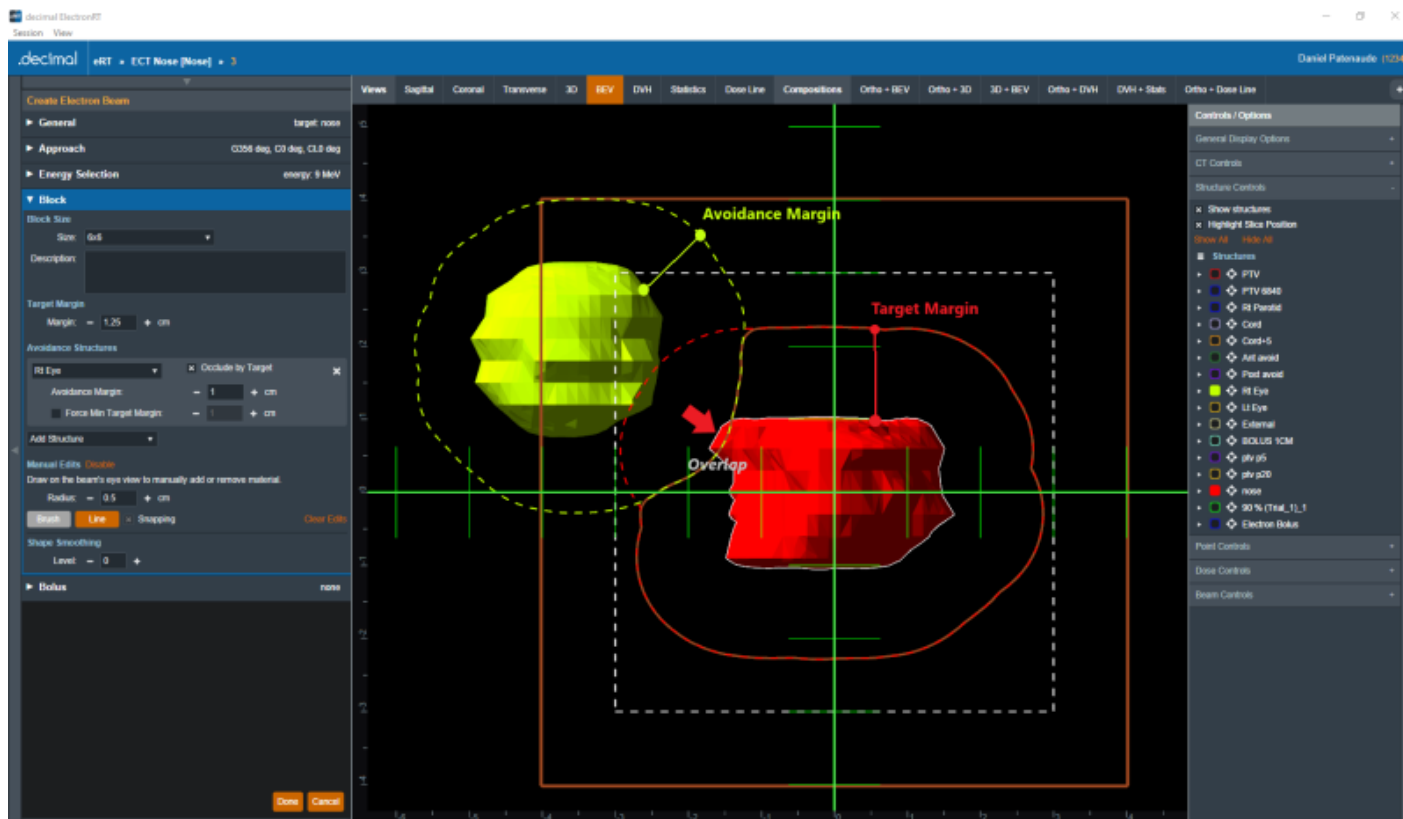 decimal ElectronRT
Session View
.decimal eRT • ECT Nose [Nose] • 3
Daniel Patenaude (1234
Create Electron Beam
General target: nose
Approach G356 deg, C0 deg, CL0 deg
Energy Selection energy: 9 MeV
Block
Block Size
Size: 6x6
Description:
Target Margin
Margin: − 1.25 + cm
Avoidance Structures
Rt Eye Occlude by Target
Avoidance Margin: − 1 + cm
Force Min Target Margin: − 1 + cm
Add Structure
Manual Edits Disable
Draw on the beam's eye view to manually add or remove material.
Radius: − 0.5 + cm
Brush Line Snapping Clear Edits
Shape Smoothing
Level: − 0 +
Bolus none
Done Cancel
Views Sagittal Coronal Transverse 3D BEV DVH Statistics Dose Line Compositions Ortho + BEV Ortho + 3D 3D + BEV Ortho + DVH DVH + Stats Ortho + Dose Line
Avoidance Margin
Target Margin
Overlap
Controls / Options
General Display Options
CT Controls
Structure Controls
Show structures
Highlight Slice Position
Show All Hide All
Structures
PTV
PTV 6840
Rt Parotid
Cord
Cord+5
Ant avoid
Post avoid
Rt Eye
Lt Eye
External
BOLUS 1CM
ptv p5
ptv p20
nose
90 % (Trial_1)_1
Electron Bolus
Point Controls
Dose Controls
Beam Controls